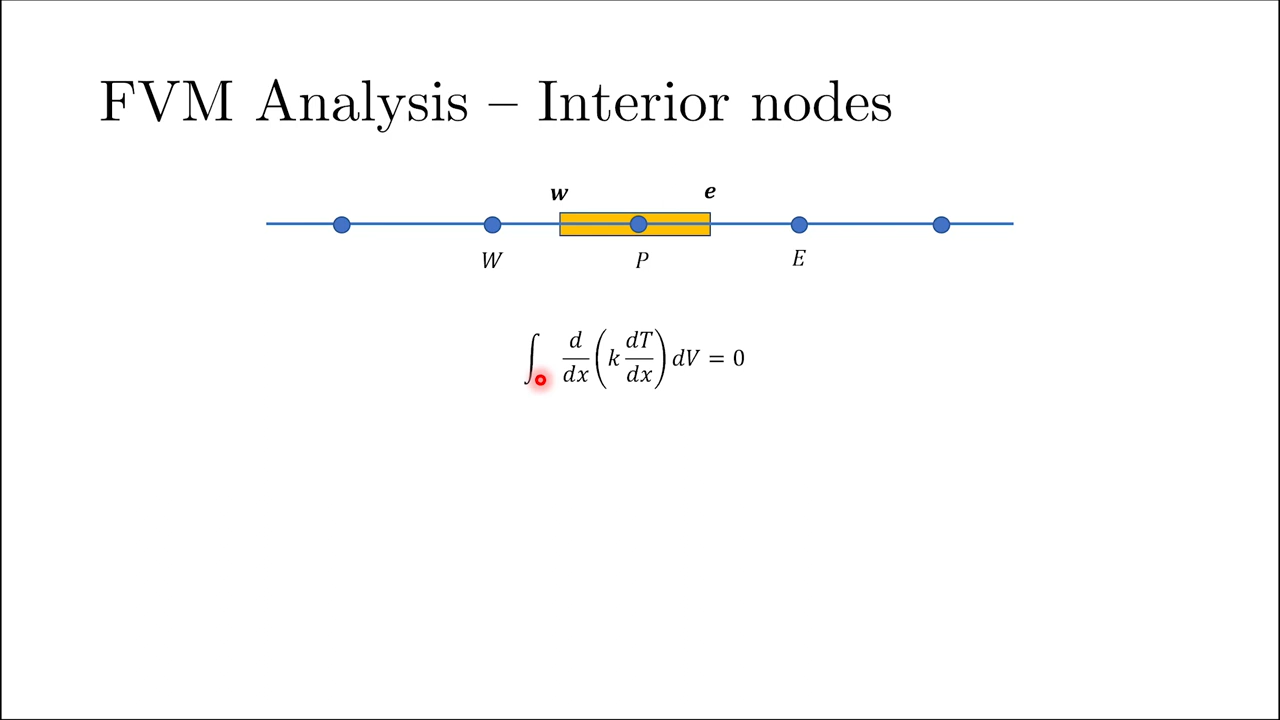 FVM Analysis – Interior nodes
w e
W P E
∫ d/dx (k dT/dx) dV = 0